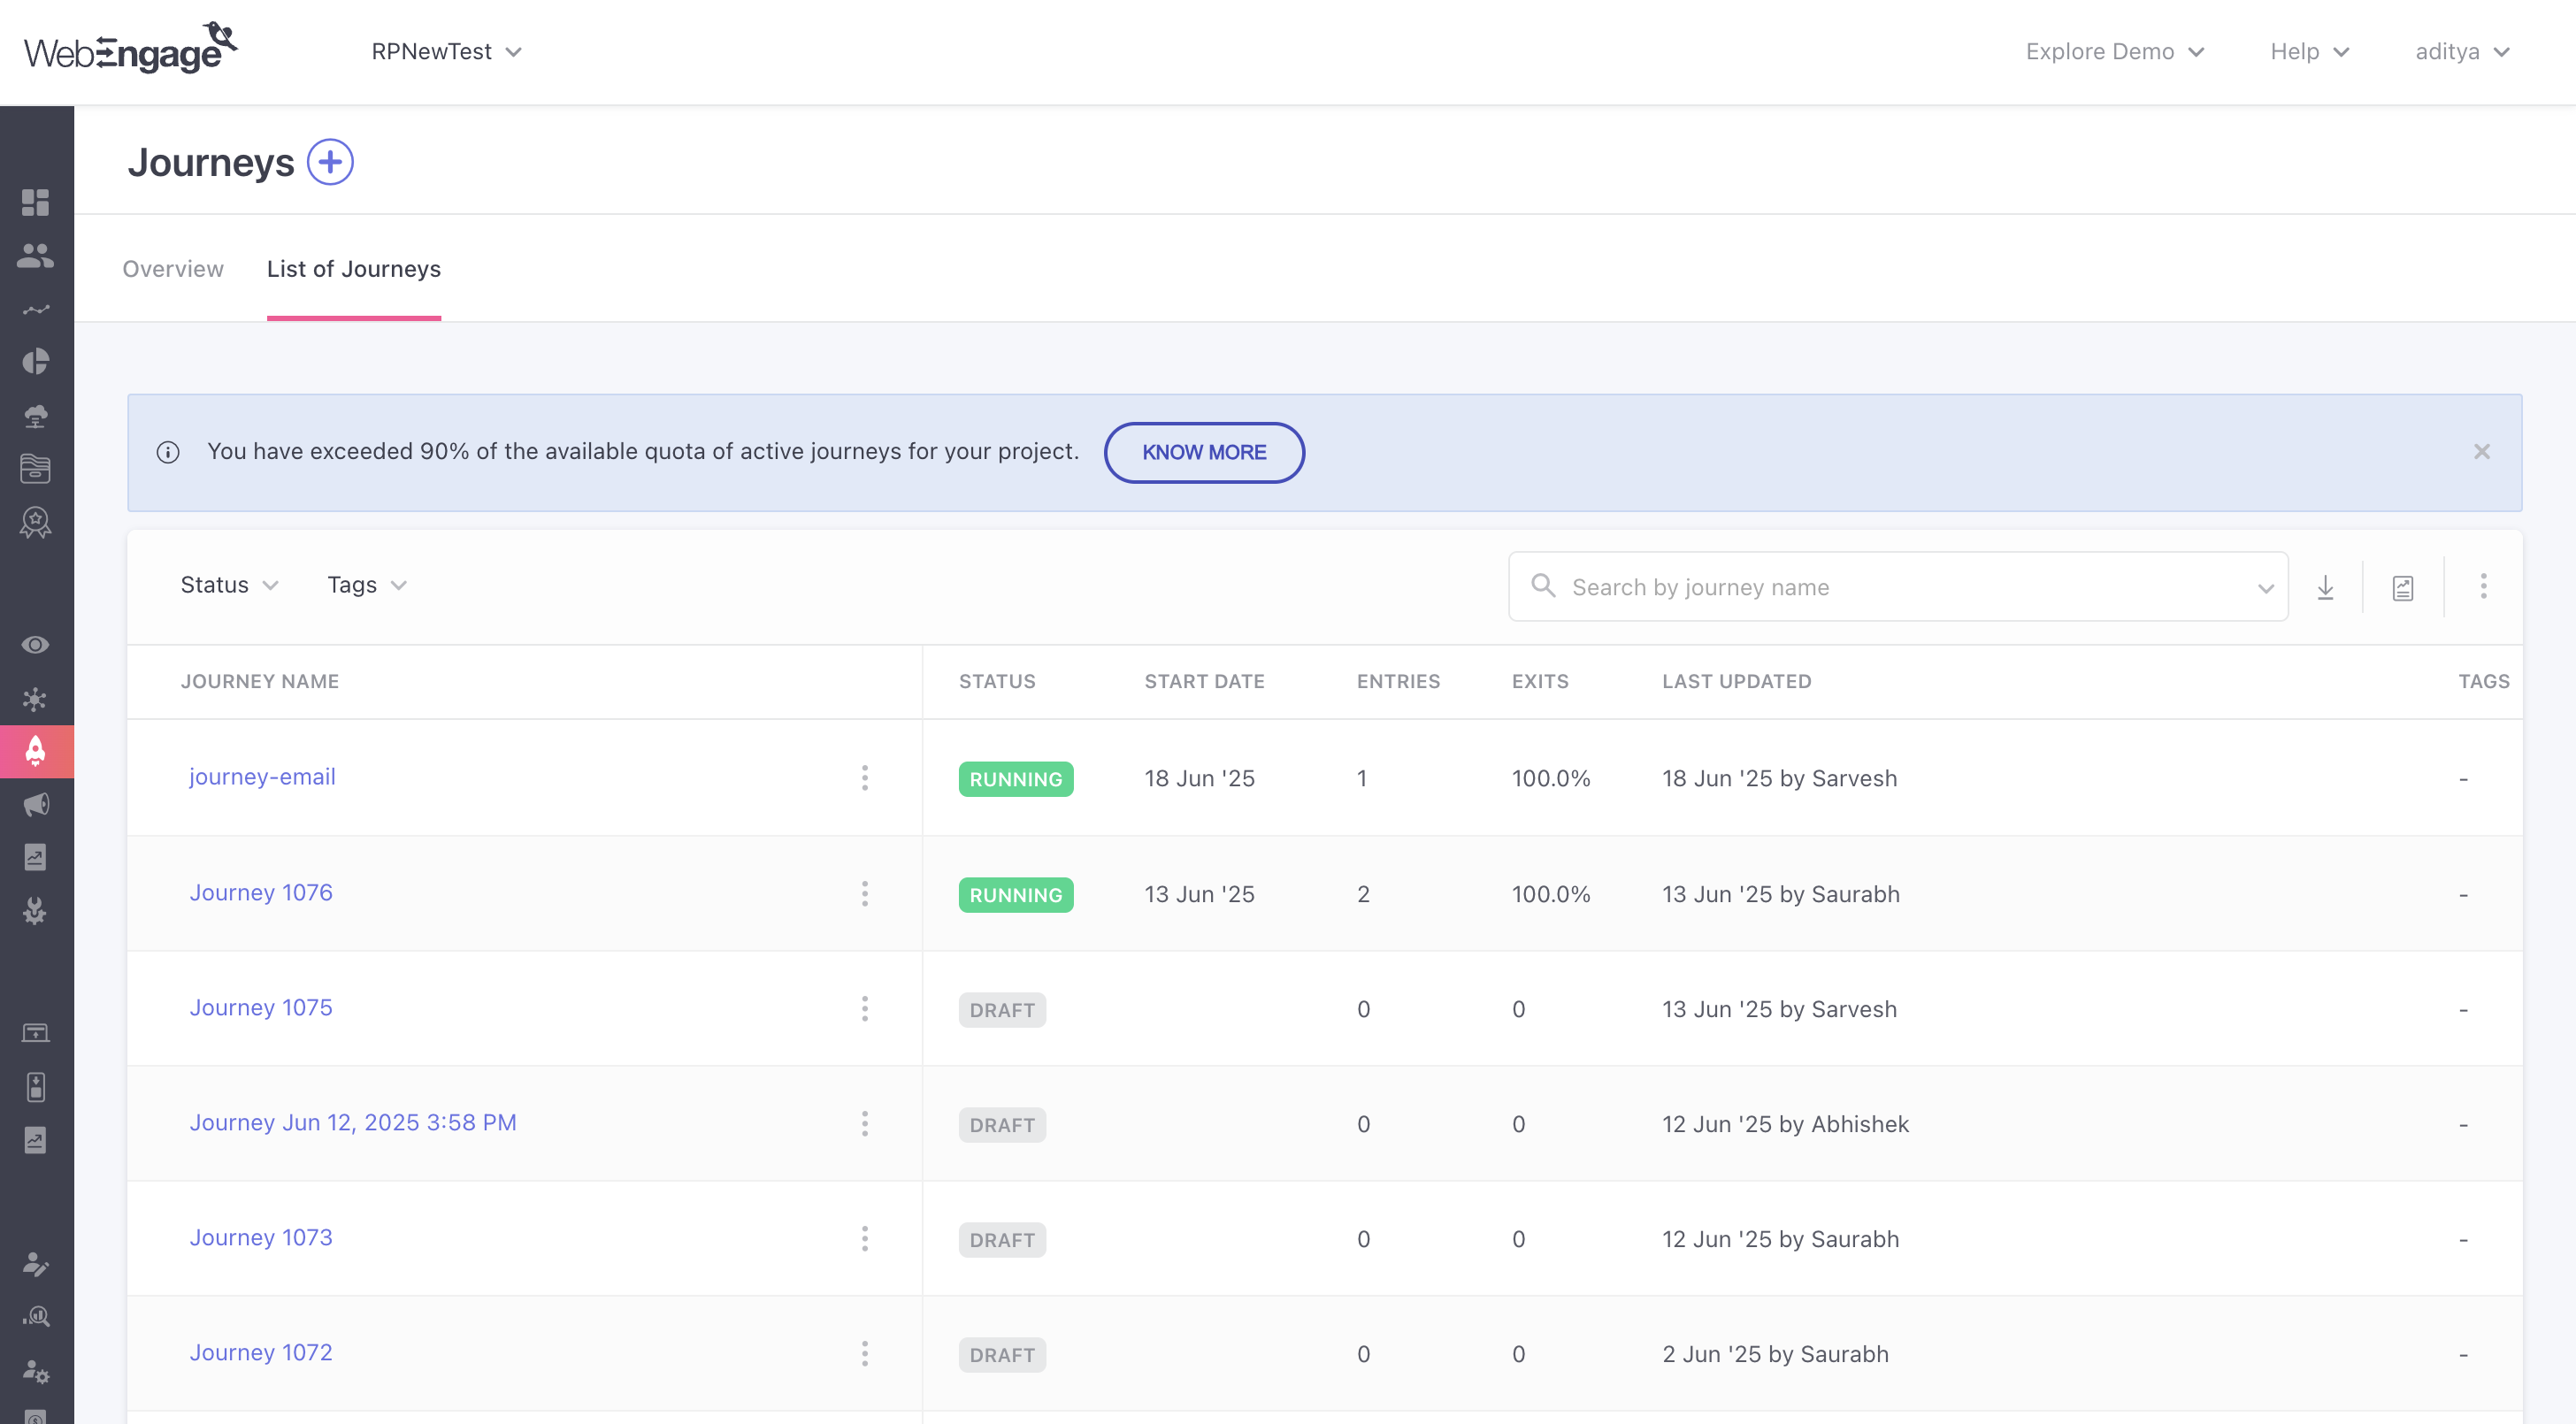 WebEngage
RPNewTest
Explore Demo
Help
aditya
Journeys
Overview
List of Journeys
You have exceeded 90% of the available quota of active journeys for your project.
KNOW MORE
Status
Tags
Search by journey name
JOURNEY NAME STATUS START DATE ENTRIES EXITS LAST UPDATED TAGS
journey-email RUNNING 18 Jun '25 1 100.0% 18 Jun '25 by Sarvesh -
Journey 1076 RUNNING 13 Jun '25 2 100.0% 13 Jun '25 by Saurabh -
Journey 1075 DRAFT 0 0 13 Jun '25 by Sarvesh -
Journey Jun 12, 2025 3:58 PM DRAFT 0 0 12 Jun '25 by Abhishek -
Journey 1073 DRAFT 0 0 12 Jun '25 by Saurabh -
Journey 1072 DRAFT 0 0 2 Jun '25 by Saurabh -